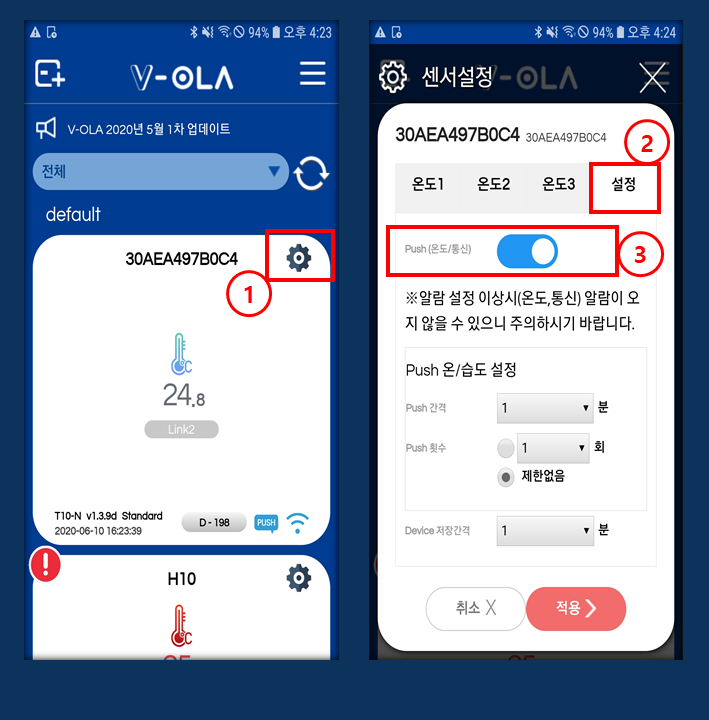 94% 오후 4:23
V-OLA
V-OLA 2020년 5월 1차 업데이트
전체
default
30AEA497B0C4
1
24.8
Link2
T10-N v1.3.9d Standard
2020-06-10 16:23:39
D - 198
PUSH
H10
94% 오후 4:24
센서설정
V-OLA
30AEA497B0C4 30AEA497B0C4
2
온도1 온도2 온도3 설정
Push (온도/통신)
3
※알람 설정 이상시(온도,통신) 알람이 오
지 않을 수 있으니 주의하시기 바랍니다.
Push 온/습도 설정
Push 간격 1 분
Push 횟수 1 회
제한없음
Device 저장간격 1 분
취소 X
적용